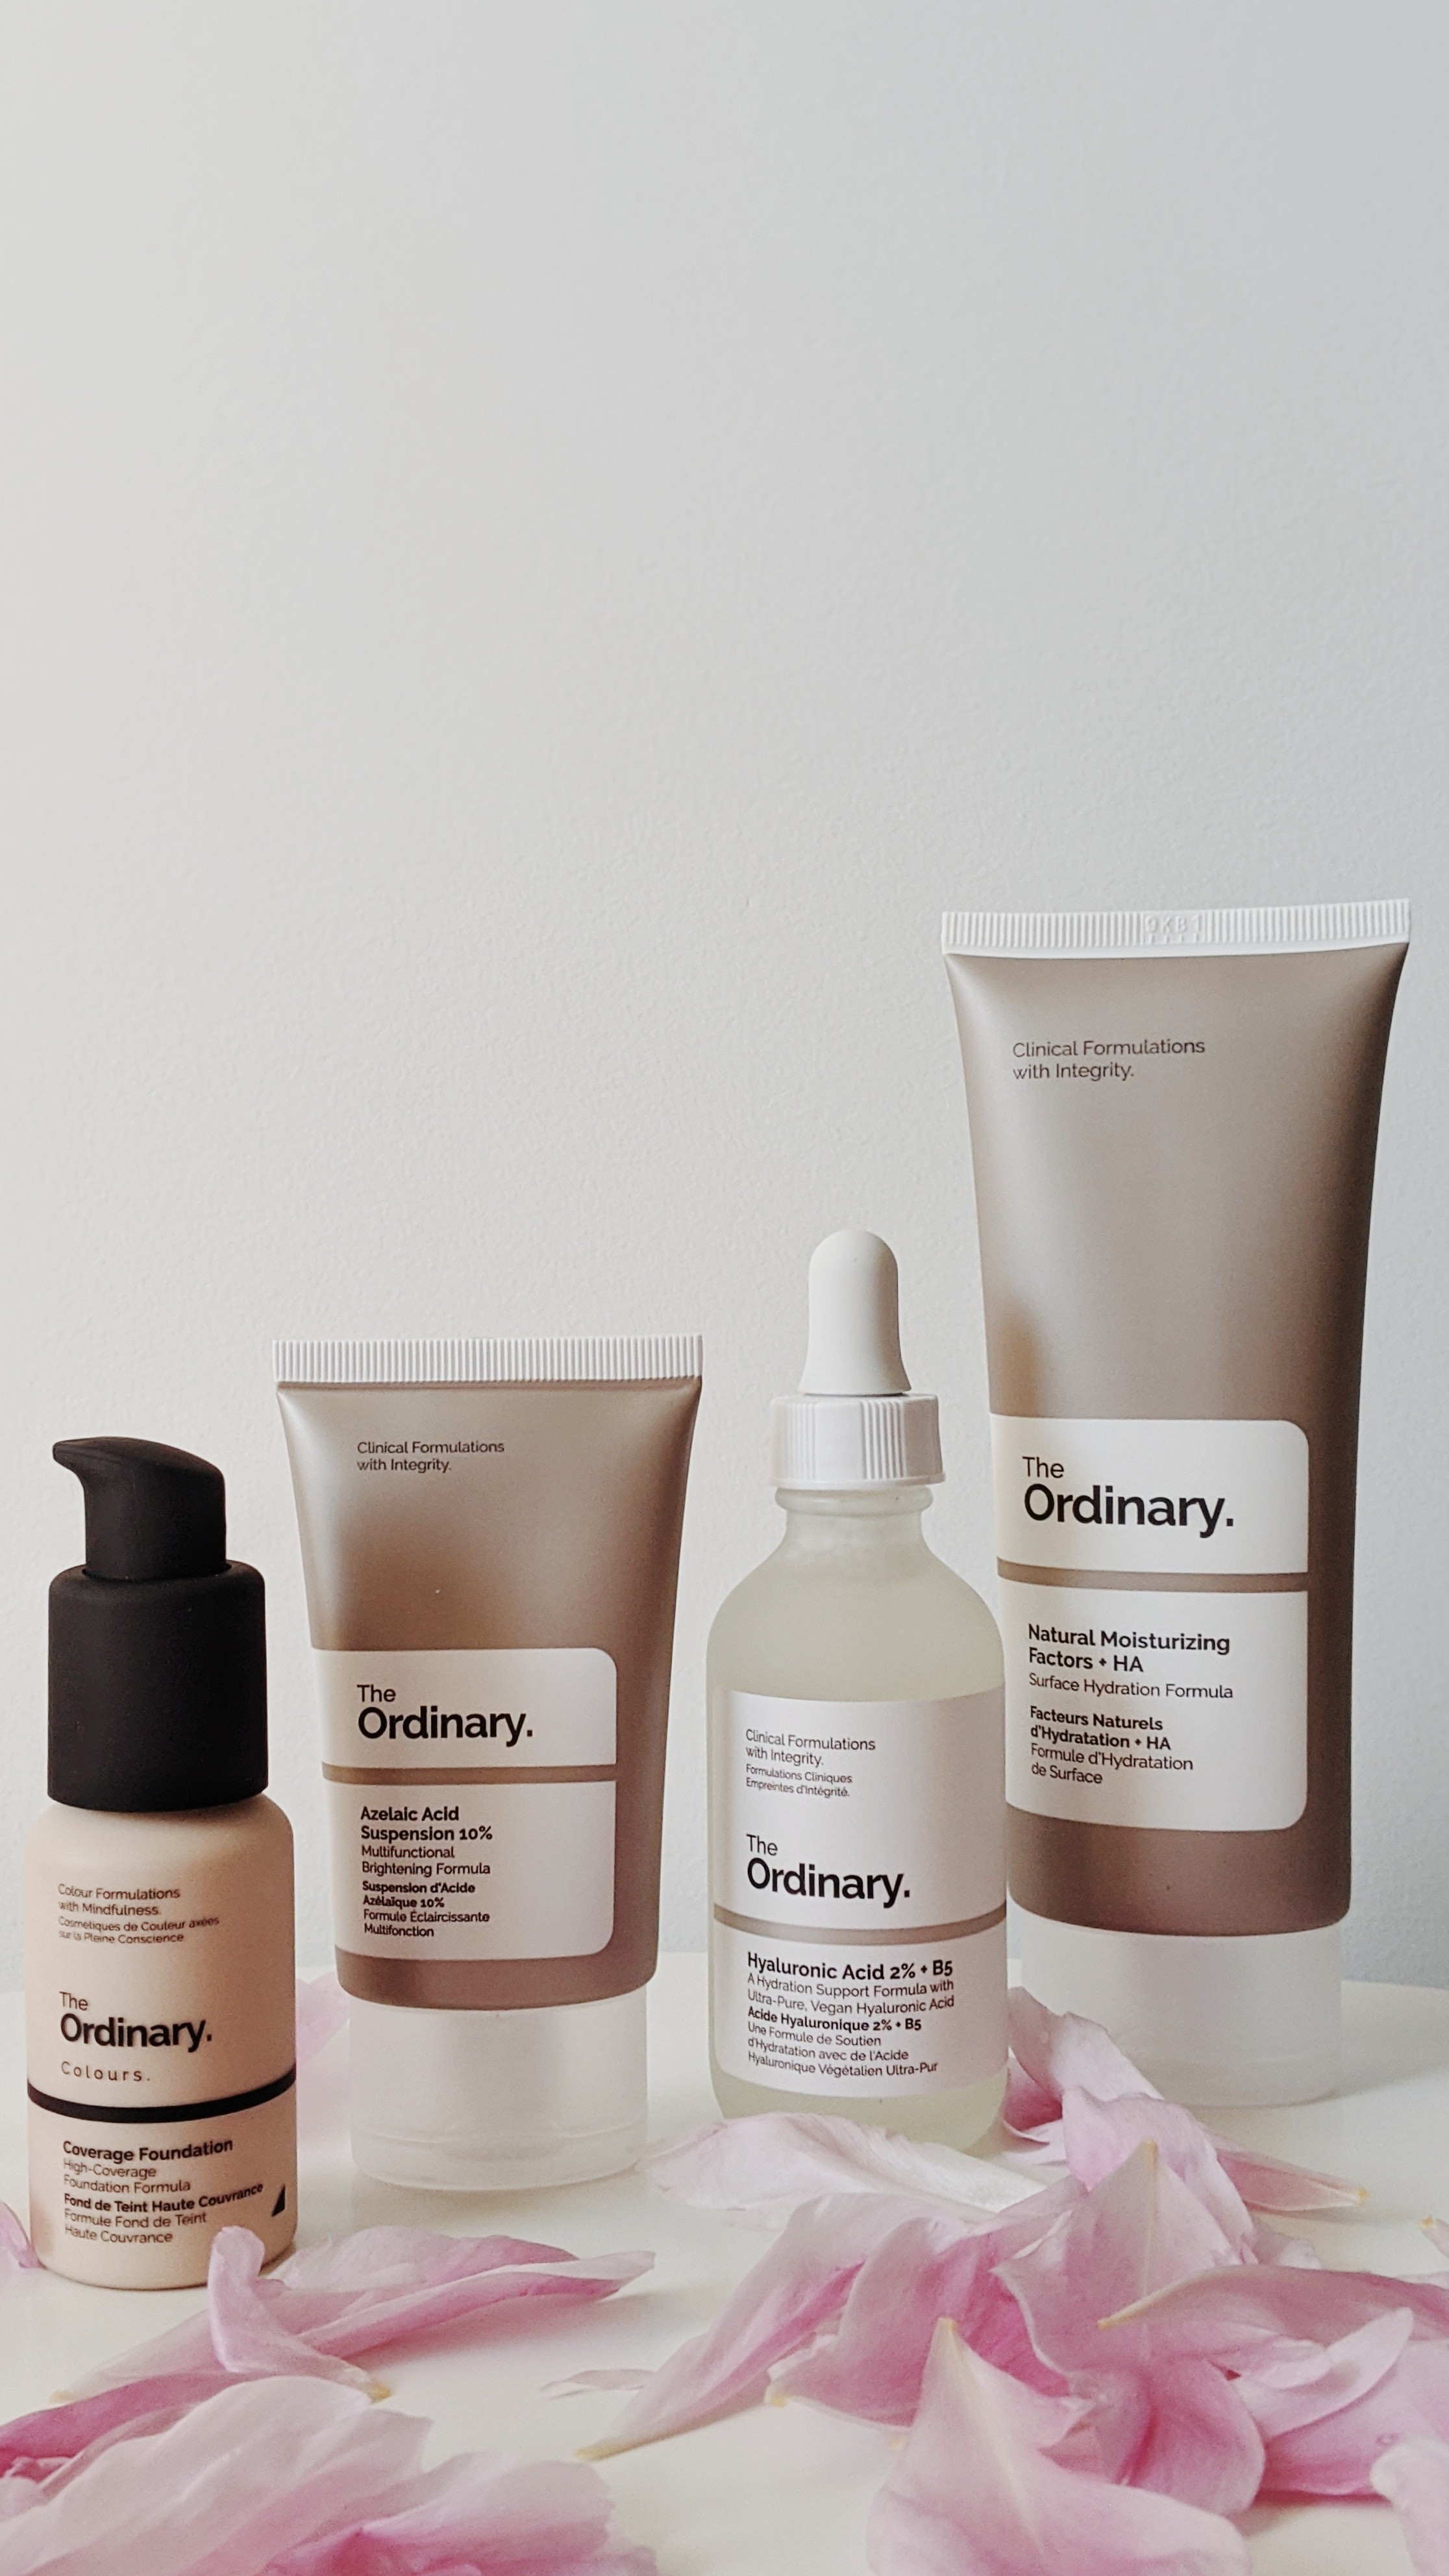 Colour Formulations
with Mindfulness.
Cosmétiques de Couleur axées
sur la Pleine Conscience.
The
Ordinary.
Colours.
Coverage Foundation
High-Coverage
Foundation Formula
Fond de Teint Haute Couvrance
Formule Fond de Teint
Haute Couvrance
Clinical Formulations
with Integrity.
The
Ordinary.
Azelaic Acid
Suspension 10%
Multifunctional
Brightening Formula
Suspension d'Acide
Azélaïque 10%
Formule Éclaircissante
Multifonction
Clinical Formulations
with Integrity.
Formulations Cliniques
Empreintes d'Intégrité.
The
Ordinary.
Hyaluronic Acid 2% + B5
A Hydration Support Formula with
Ultra-Pure, Vegan Hyaluronic Acid
Acide Hyaluronique 2% + B5
Une Formule de Soutien
d'Hydratation avec de l'Acide
Hyaluronique Végétalien Ultra-Pur
9KB1
Clinical Formulations
with Integrity.
The
Ordinary.
Natural Moisturizing
Factors + HA
Surface Hydration Formula
Facteurs Naturels
d'Hydratation + HA
Formule d'Hydratation
de Surface